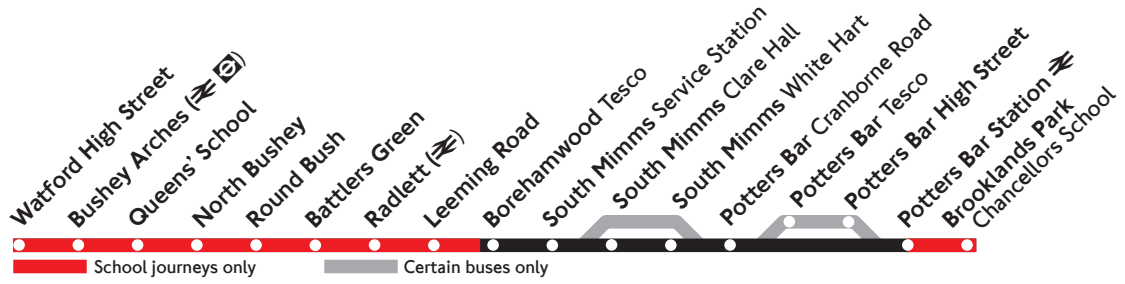 Watford High Street
Bushey Arches ( )
Queens' School
North Bushey
Round Bush
Battlers Green
Radlett ( )
Leeming Road
Borehamwood Tesco
South Mimms Service Station
South Mimms Clare Hall
South Mimms White Hart
Potters Bar Cranborne Road
Potters Bar Tesco
Potters Bar High Street
Potters Bar Station
Brooklands Park
Chancellors School
School journeys only
Certain buses only